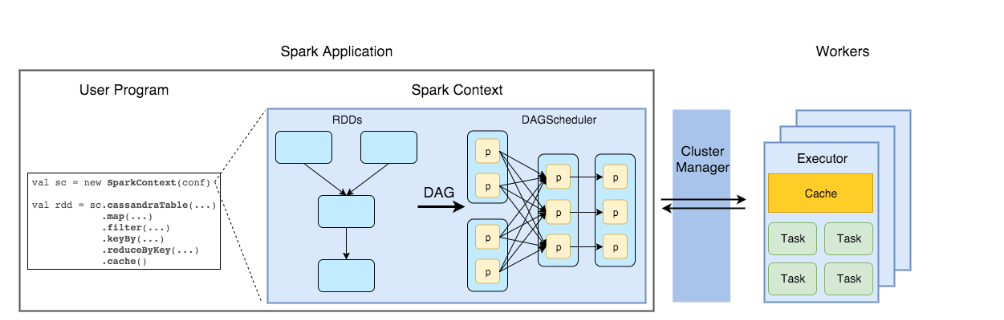 Spark Application
Workers
User Program
Spark Context
RDDs
DAGScheduler
val sc = new SparkContext(conf)
val rdd = sc.cassandraTable(...)
.map(...)
.filter(...)
.keyBy(...)
.reduceByKey(...)
.cache()
DAG
p
p
p
p
p
p
p
p
p
p
Cluster
Manager
Executor
Cache
Task
Task
Task
Task